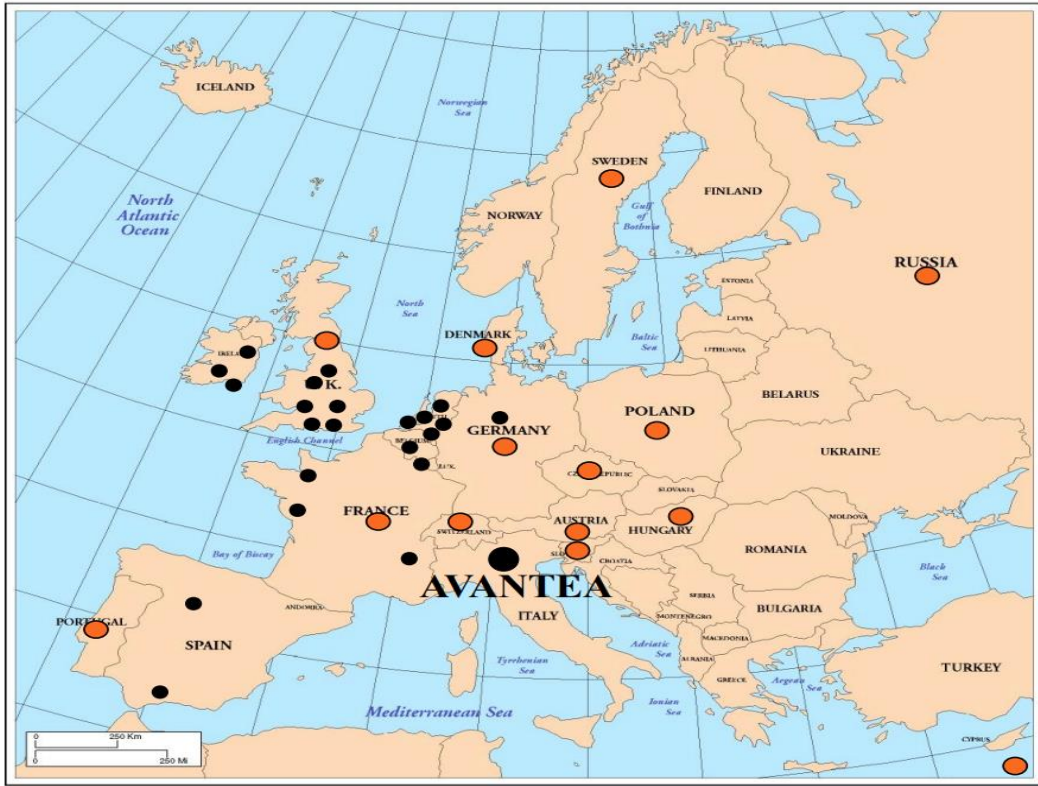 ICELAND
Norwegian
Sea
SWEDEN
FINLAND
NORWAY
North
Atlantic
Ocean
Gulf
of
Bothnia
RUSSIA
ESTONIA
North
Sea
LATVIA
DENMARK
Baltic
Sea
LITHUANIA
BELARUS
K.
POLAND
GERMANY
English Channel
BELGIUM
LUX.
UKRAINE
SLOVAKIA
FRANCE
AUSTRIA
HUNGARY
MOLDOVA
SWITZERLAND
ROMANIA
CROATIA
Bay of Biscay
Black
Sea
AVANTEA
SERBIA
ANDORRA
BULGARIA
ITALY
MONTENEGRO
PORTUGAL
SPAIN
MACEDONIA
Adriatic
Sea
ALBANIA
Tyrrhenian
Sea
GREECE
Aegean
Sea
TURKEY
Ionian
Sea
Mediterranean Sea
CYPRUS
0 250 Km
0 250 Mi